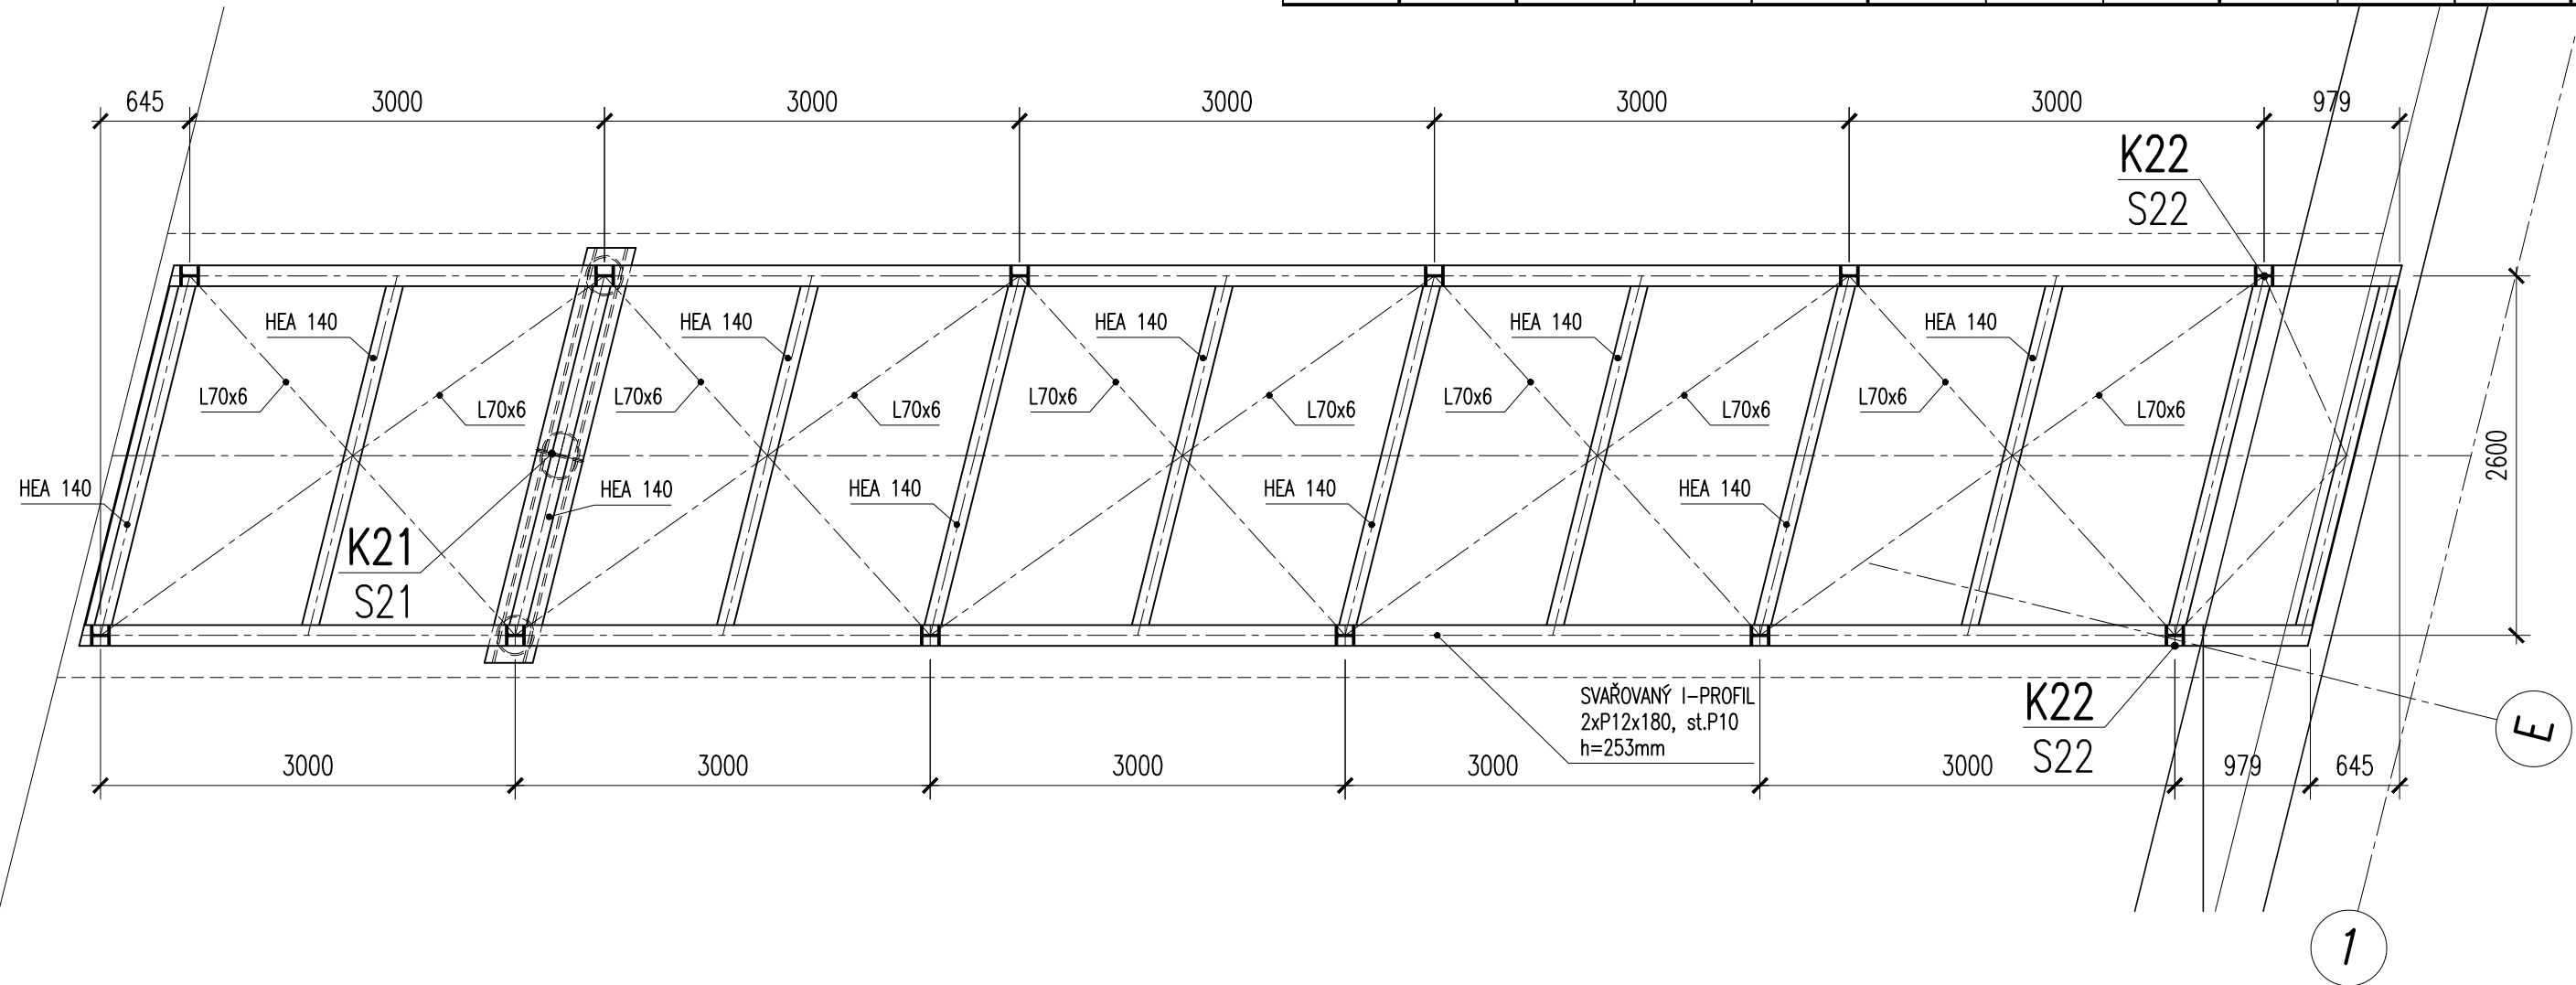 645 3000 3000 3000 3000 3000 979
K22
S22
HEA 140 HEA 140 HEA 140 HEA 140 HEA 140
L70x6 L70x6 L70x6 L70x6 L70x6
L70x6 L70x6 L70x6 L70x6 L70x6
2600
HEA 140 HEA 140 HEA 140 HEA 140 HEA 140
K21
S21
SVAŘOVANÝ I-PROFIL
2xP12x180, st.P10
h=253mm
K22
S22
E
3000 3000 3000 3000 3000 979 645
1